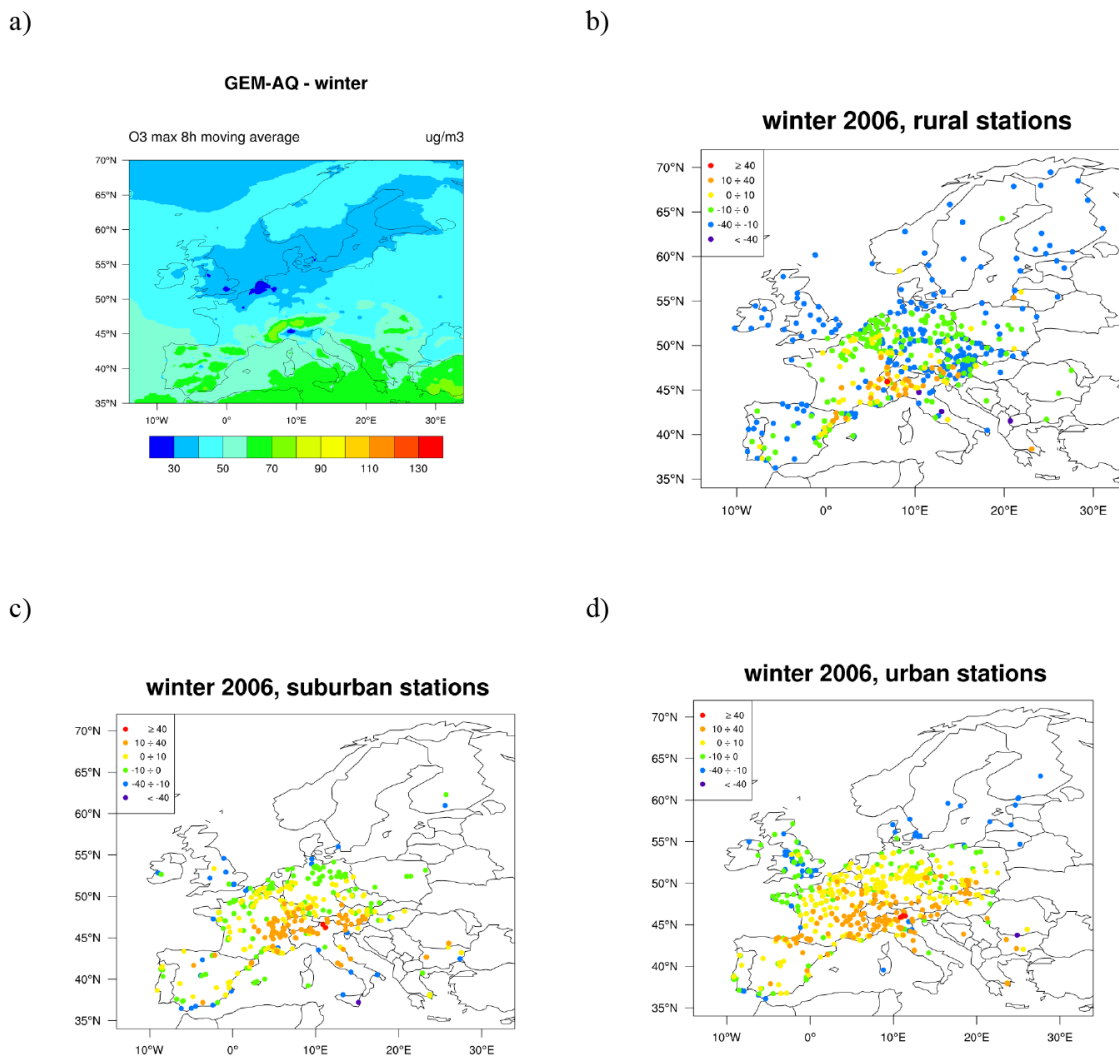 a)
b)
GEM-AQ - winter
O3 max 8h moving average ug/m3
70°N
65°N
60°N
55°N
50°N
45°N
40°N
35°N
10°W 0° 10°E 20°E 30°E
30 50 70 90 110 130
winter 2006, rural stations
≥ 40
10 ÷ 40
0 ÷ 10
-10 ÷ 0
-40 ÷ -10
< -40
70°N
65°N
60°N
55°N
50°N
45°N
40°N
35°N
10°W 0° 10°E 20°E 30°E
c)
d)
winter 2006, suburban stations
≥ 40
10 ÷ 40
0 ÷ 10
-10 ÷ 0
-40 ÷ -10
< -40
70°N
65°N
60°N
55°N
50°N
45°N
40°N
35°N
10°W 0° 10°E 20°E 30°E
winter 2006, urban stations
≥ 40
10 ÷ 40
0 ÷ 10
-10 ÷ 0
-40 ÷ -10
< -40
70°N
65°N
60°N
55°N
50°N
45°N
40°N
35°N
10°W 0° 10°E 20°E 30°E